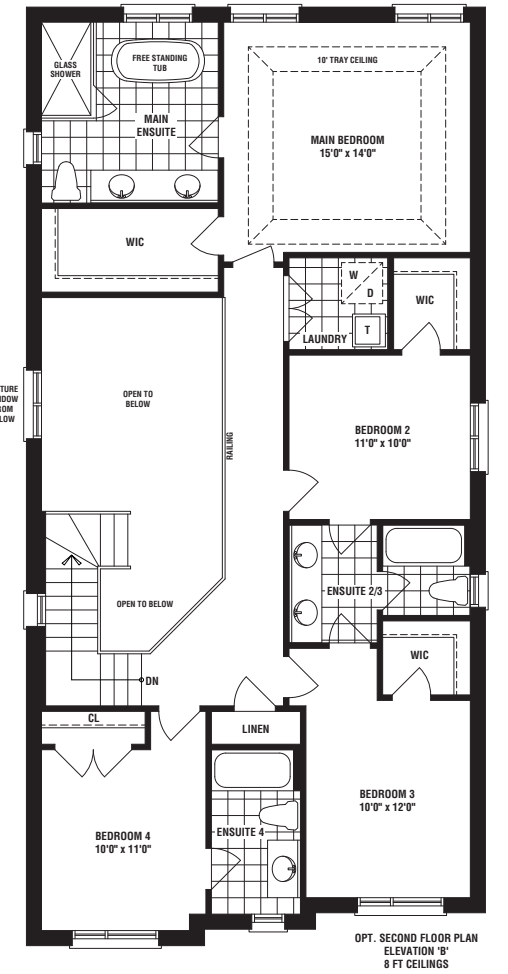 GLASS
SHOWER
FREE STANDING
TUB
MAIN
ENSUITE
10' TRAY CEILING
MAIN BEDROOM
15'0" x 14'0"
WIC
W
D
T
LAUNDRY
WIC
OPEN TO
BELOW
RAILING
BEDROOM 2
11'0" x 10'0"
OPEN TO BELOW
ENSUITE 2/3
WIC
DN
CL
LINEN
BEDROOM 4
10'0" x 11'0"
ENSUITE 4
BEDROOM 3
10'0" x 12'0"
OPT. SECOND FLOOR PLAN
ELEVATION 'B'
8 FT CEILINGS